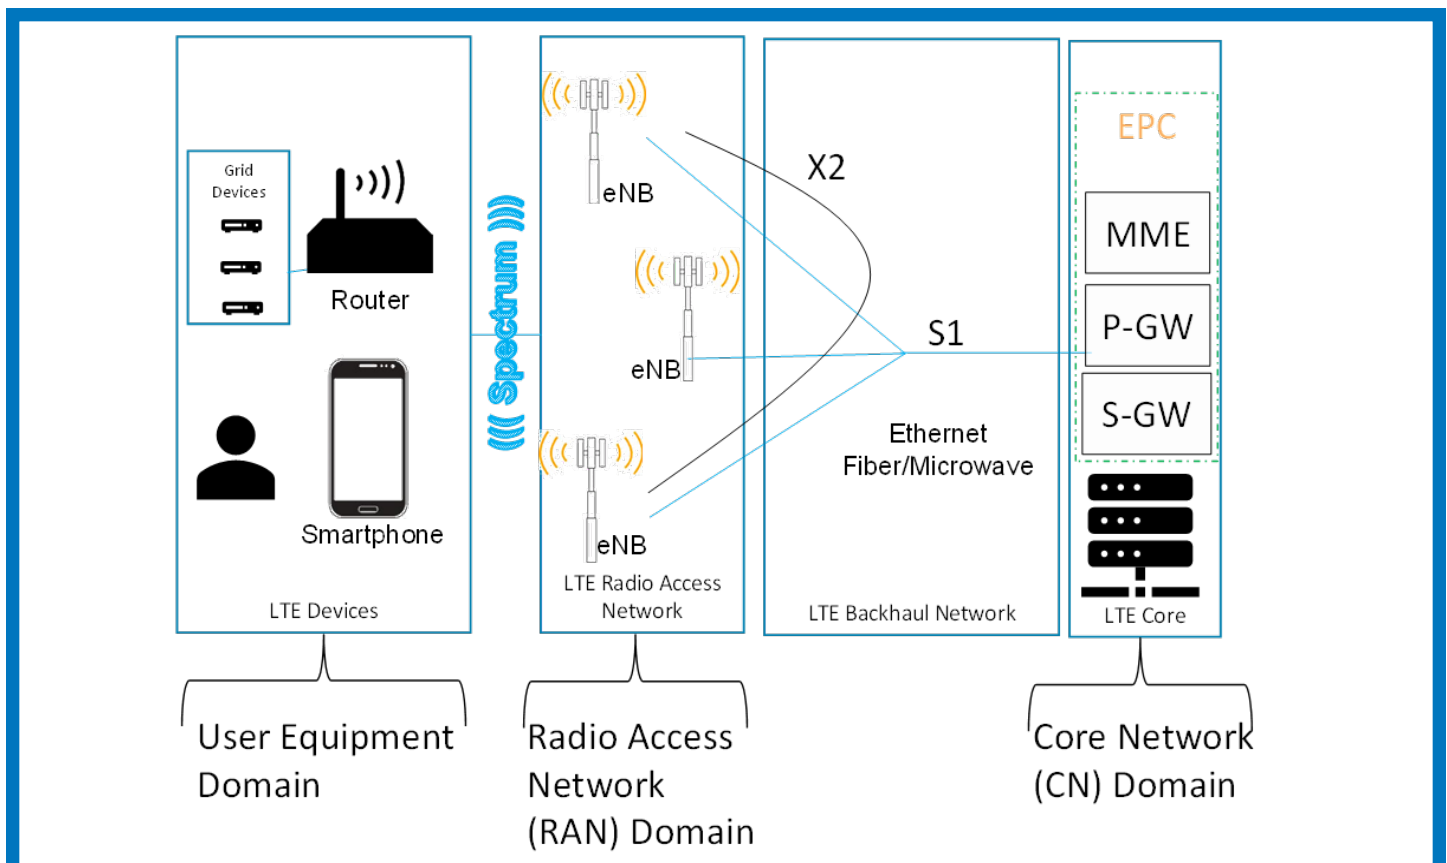 Grid
Devices
Router
Smartphone
LTE Devices
((( Spectrum )))
eNB
eNB
eNB
LTE Radio Access
Network
X2
S1
Ethernet
Fiber/Microwave
LTE Backhaul Network
EPC
MME
P-GW
S-GW
LTE Core
User Equipment
Domain
Radio Access
Network
(RAN) Domain
Core Network
(CN) Domain